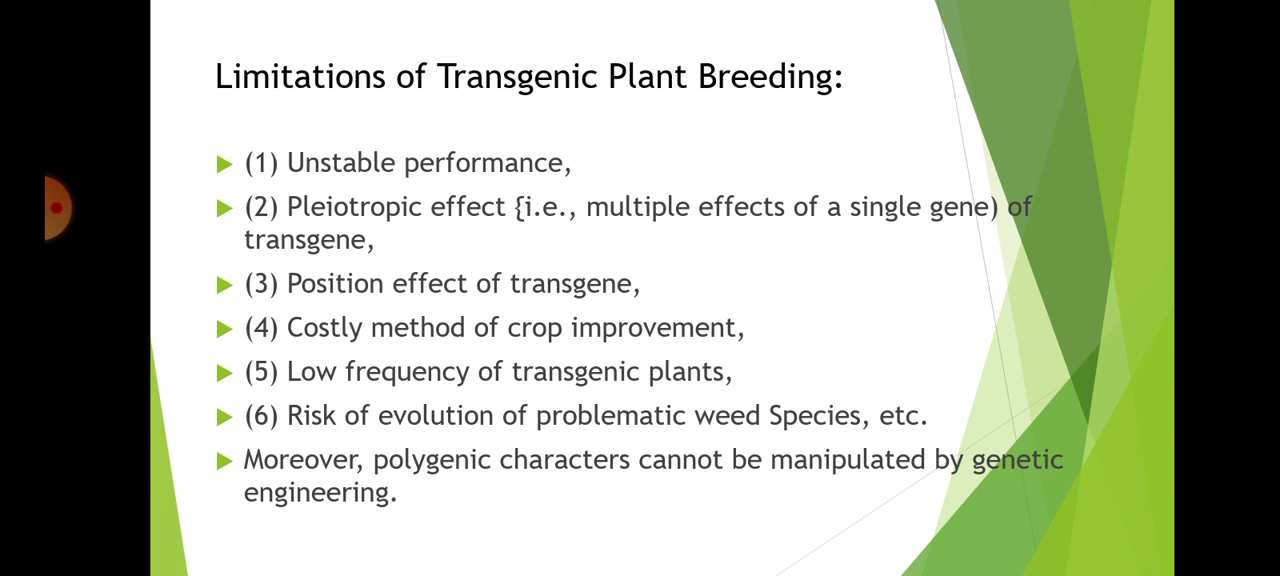 Limitations of Transgenic Plant Breeding:
(1) Unstable performance,
(2) Pleiotropic effect {i.e., multiple effects of a single gene) of
transgene,
(3) Position effect of transgene,
(4) Costly method of crop improvement,
(5) Low frequency of transgenic plants,
(6) Risk of evolution of problematic weed Species, etc.
Moreover, polygenic characters cannot be manipulated by genetic
engineering.